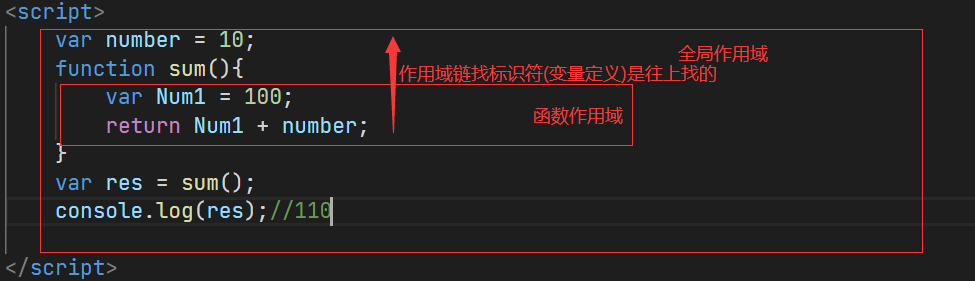 <script>
var number = 10;
全局作用域
function sum(){
作用域链找标识符(变量定义)是往上找的
var Num1 = 100;
函数作用域
return Num1 + number;
}
var res = sum();
console.log(res);//110
</script>